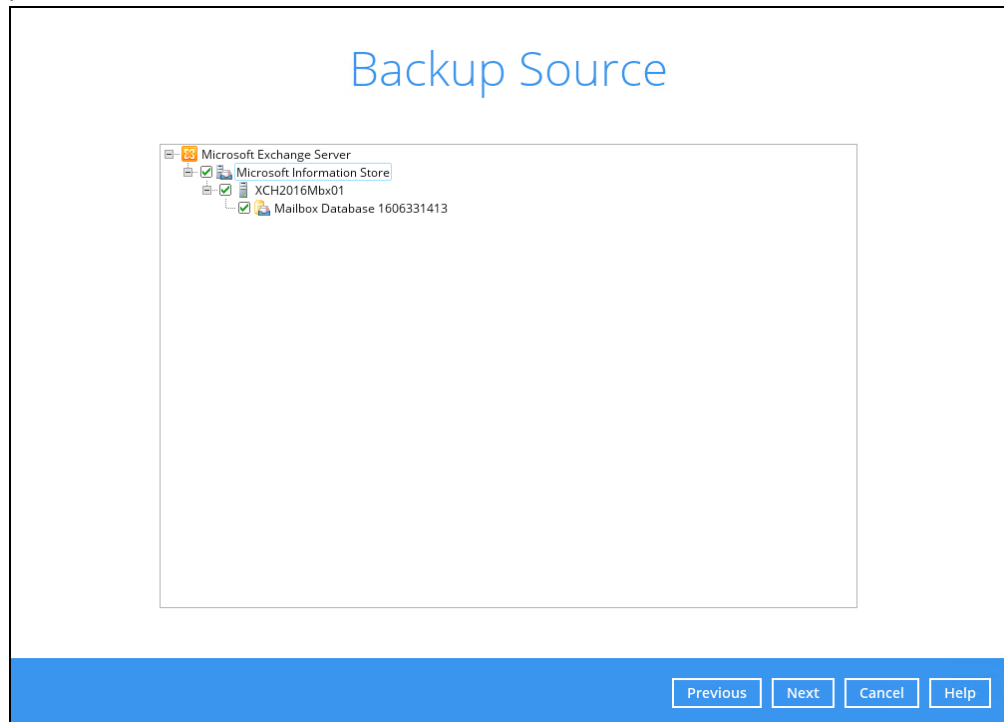 Backup Source
Microsoft Exchange Server
Microsoft Information Store
XCH2016Mbx01
Mailbox Database 1606331413
Previous Next Cancel Help